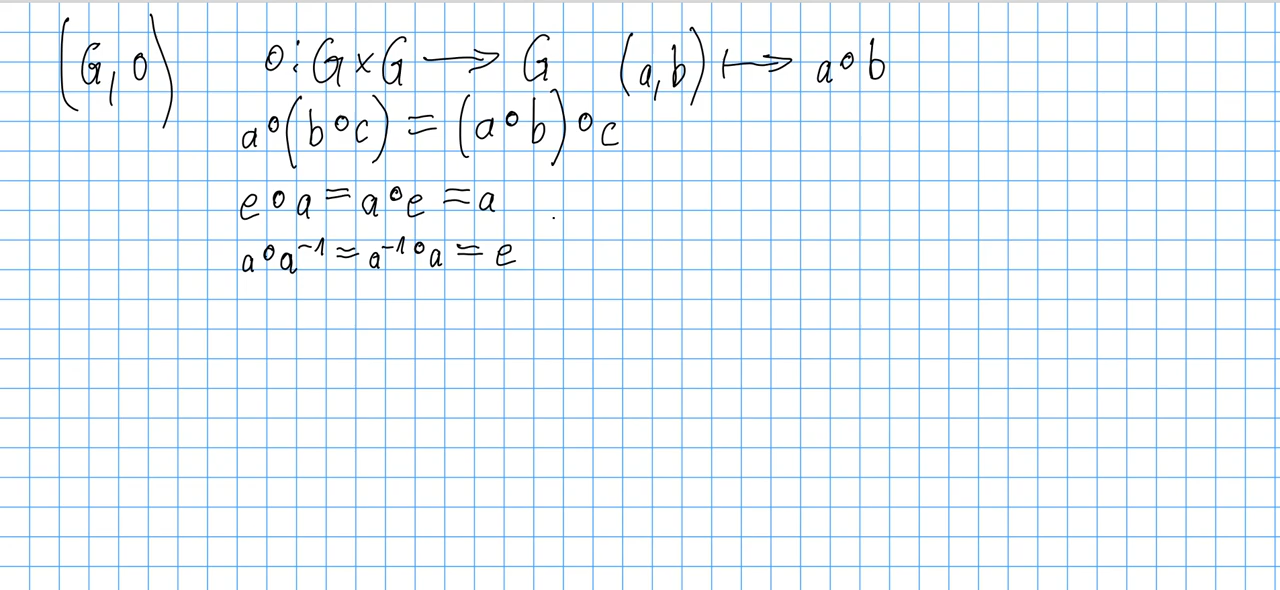 (G, ∘) ∘: G × G ⟶ G (a, b) ⟼ a ∘ b
a ∘ (b ∘ c) = (a ∘ b) ∘ c
e ∘ a = a ∘ e = a
a ∘ a⁻¹ = a⁻¹ ∘ a = e